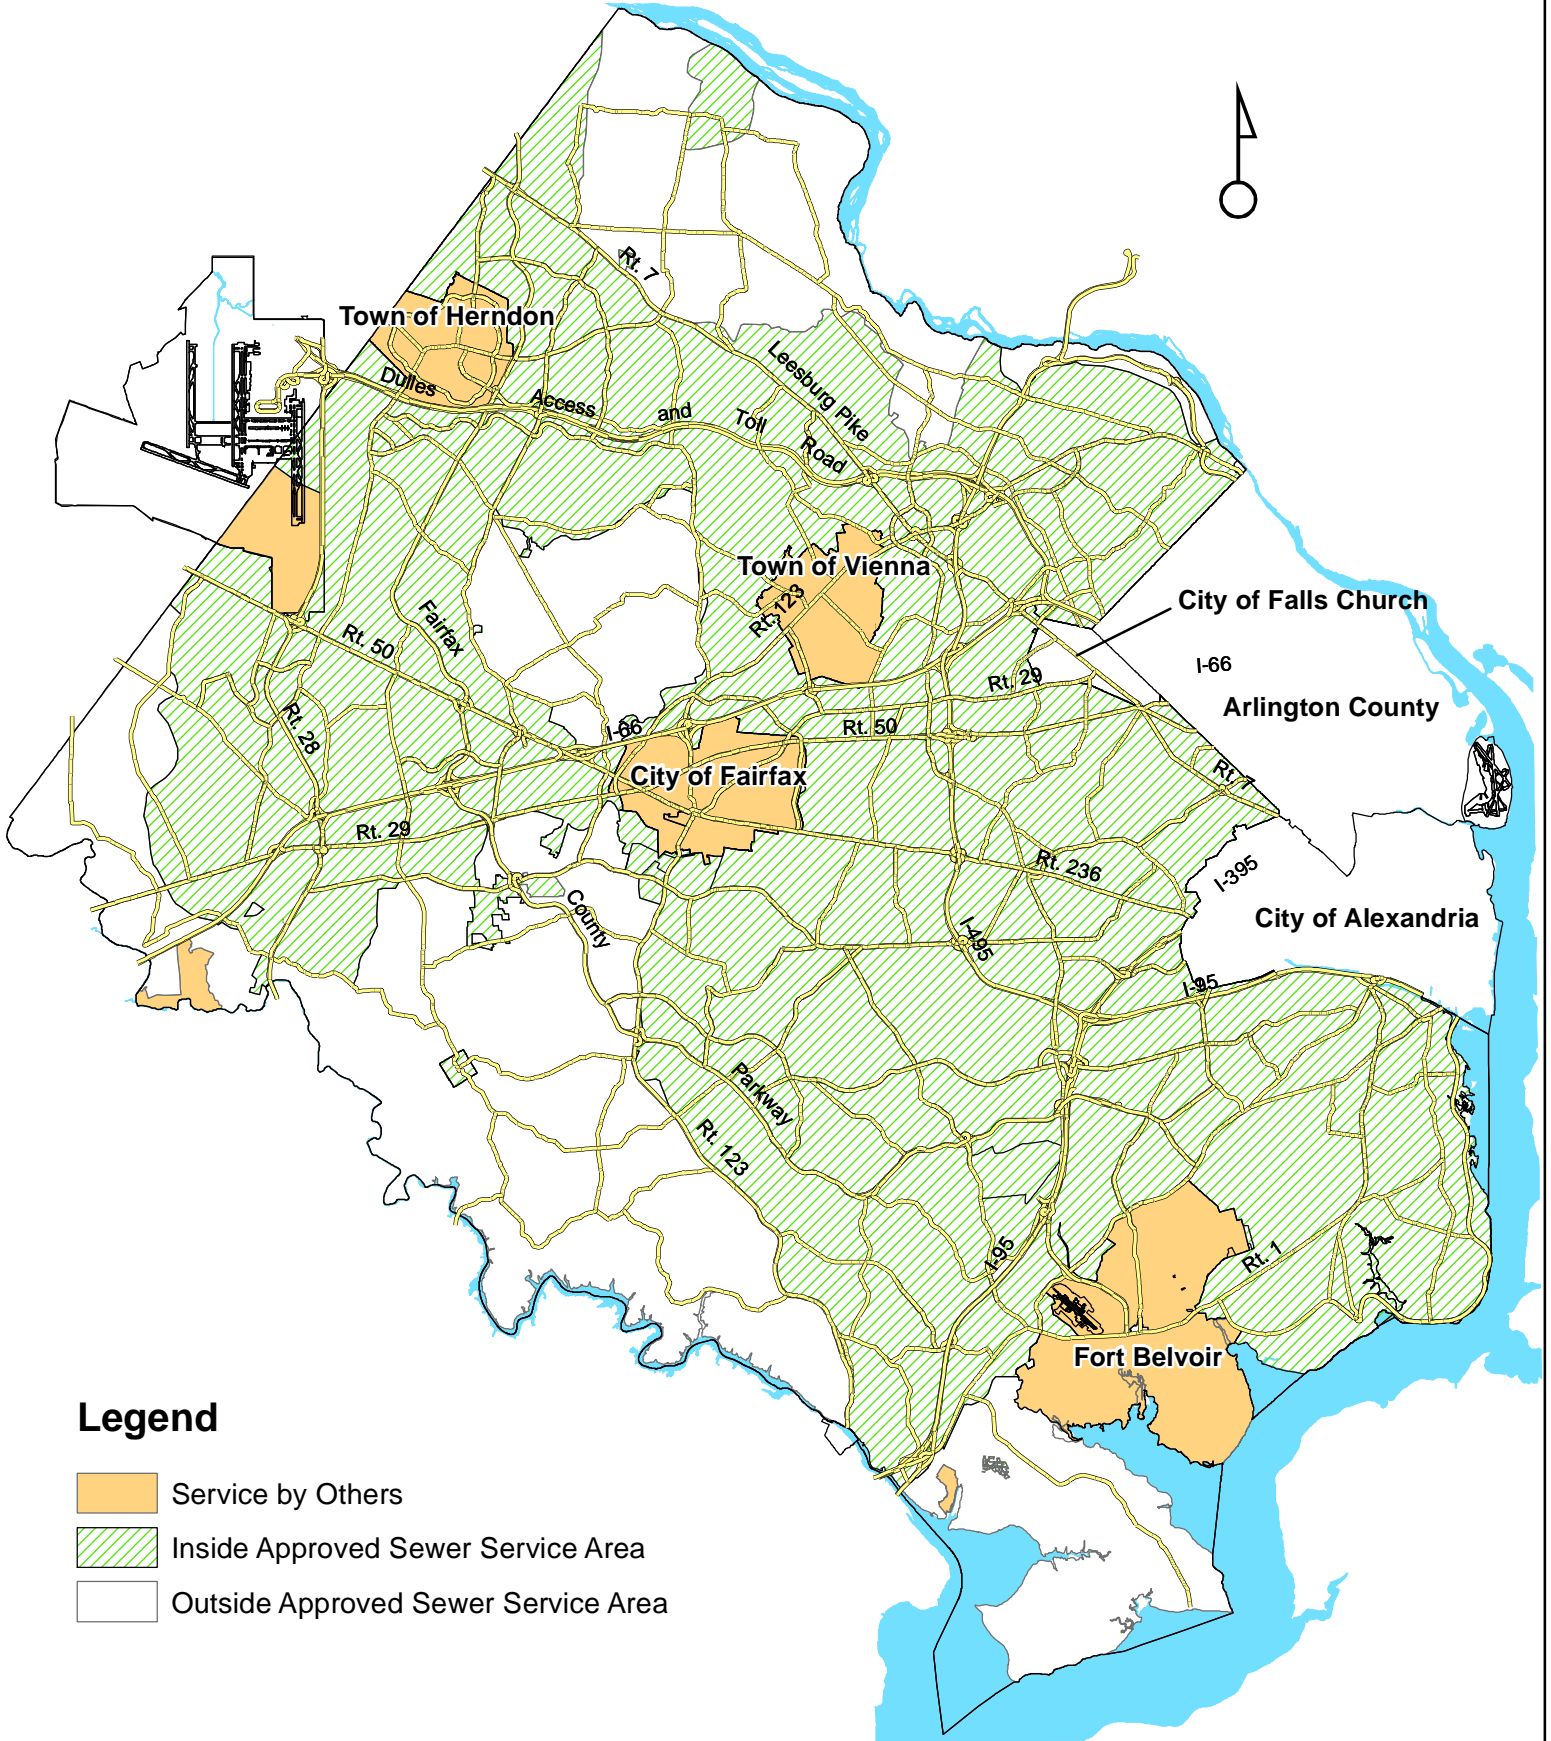 Rt. 7
Town of Herndon
Leesburg Pike
Dulles
Access
and
Toll
Road
Town of Vienna
Rt. 123
City of Falls Church
Fairfax
Rt. 50
I-66
Rt. 29
Arlington County
Rt. 28
I-66
Rt. 50
City of Fairfax
Rt. 7
Rt. 29
Rt. 236
I-395
County
City of Alexandria
I-495
I-95
Parkway
Rt. 123
I-95
Rt. 1
Fort Belvoir
Legend
Service by Others
Inside Approved Sewer Service Area
Outside Approved Sewer Service Area